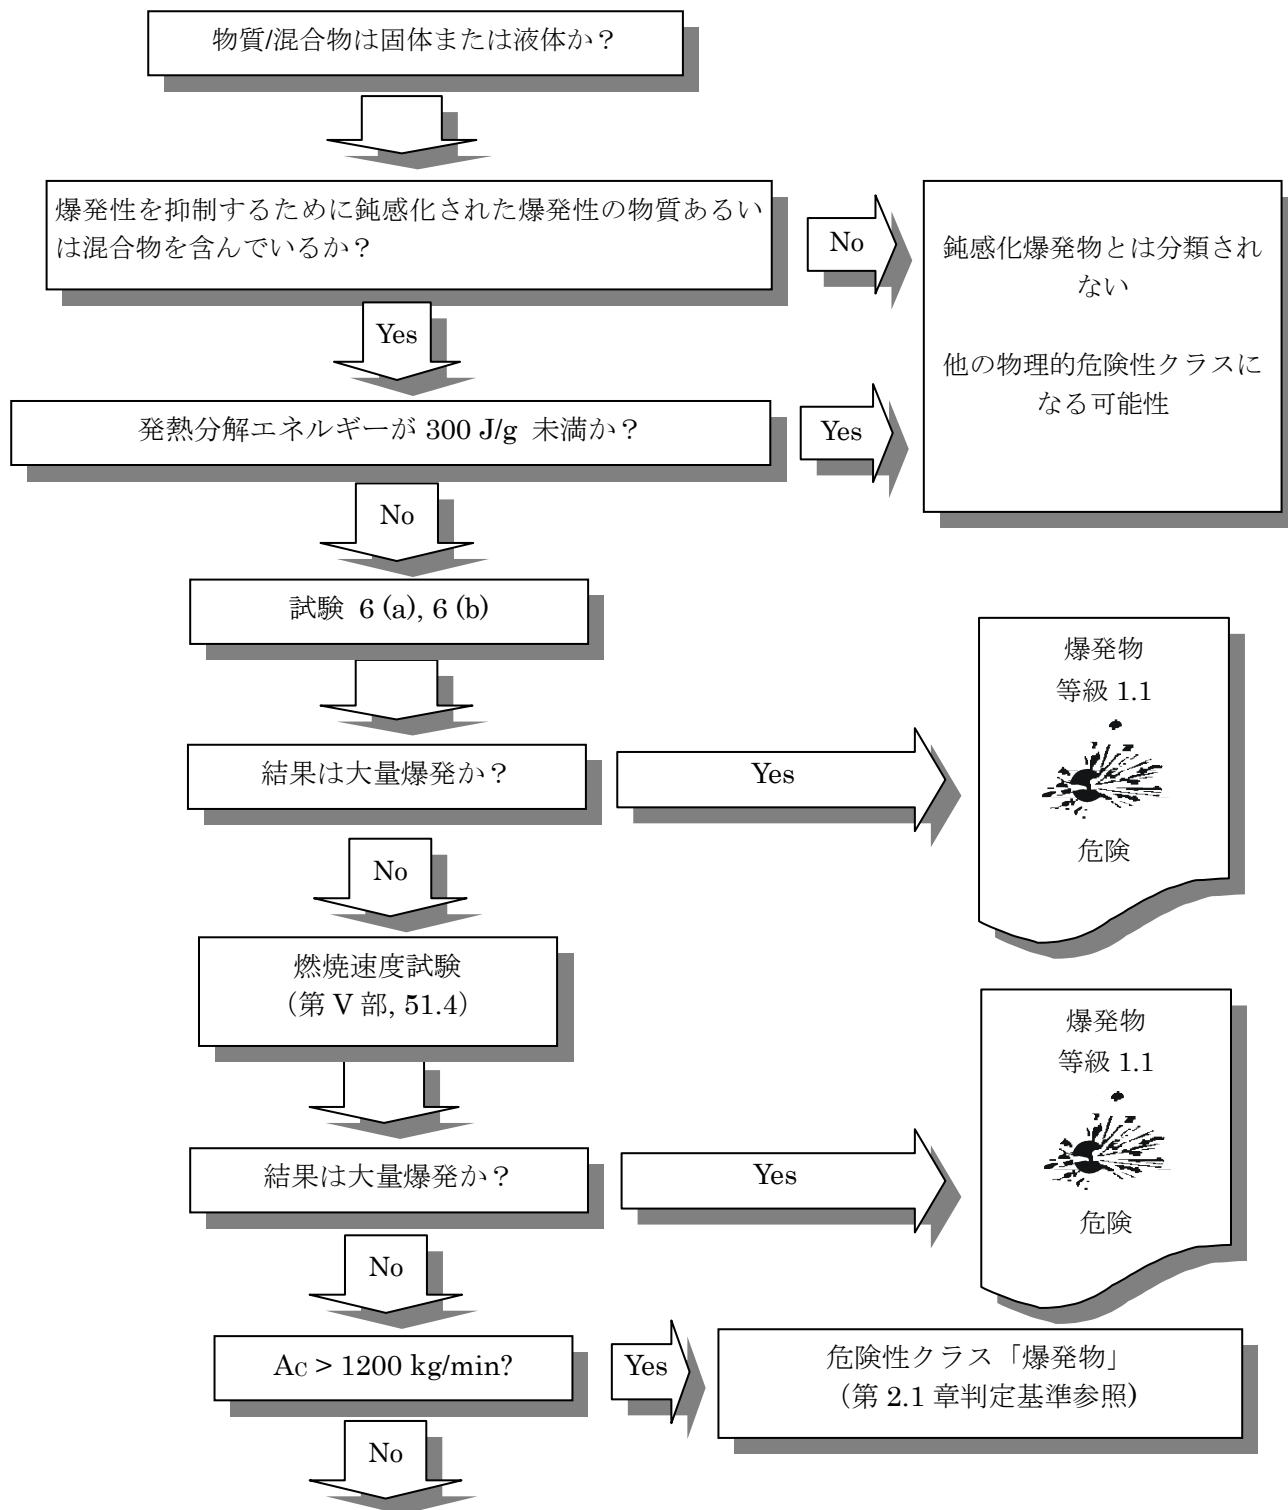 物質/混合物は固体または液体か？
爆発性を抑制するために鈍感化された爆発性の物質あるい
は混合物を含んでいるか？
No
鈍感化爆発物とは分類され
ない
他の物理的危険性クラスに
なる可能性
Yes
発熱分解エネルギーが 300 J/g 未満か？
Yes
No
試験 6 (a), 6 (b)
結果は大量爆発か？
Yes
爆発物
等級 1.1
危険
No
燃焼速度試験
（第 V 部, 51.4）
結果は大量爆発か？
Yes
爆発物
等級 1.1
危険
No
Ac > 1200 kg/min?
Yes
危険性クラス「爆発物」
（第 2.1 章判定基準参照)
No